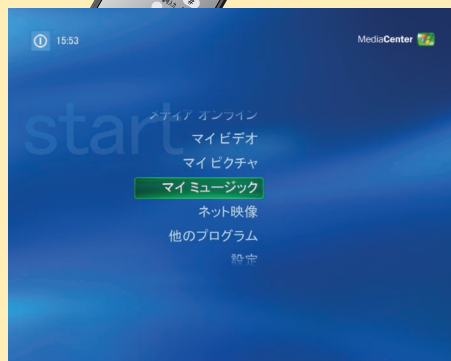 15:53
MediaCenter
start
メディア オンライン
マイ ビデオ
マイ ピクチャ
マイ ミュージック
ネット映像
他のプログラム
設定